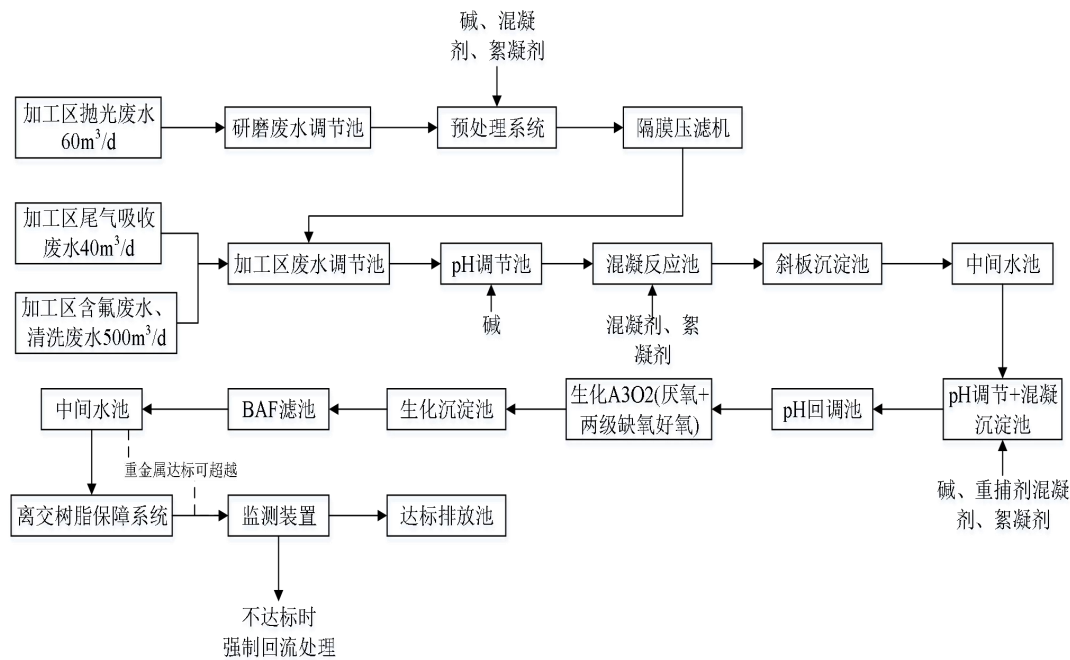 碱、混凝
剂、絮凝剂
加工区抛光废水
60m³/d
研磨废水调节池
预处理系统
隔膜压滤机
加工区尾气吸收
废水40m³/d
加工区含氟废水、
清洗废水500m³/d
加工区废水调节池
pH调节池
混凝反应池
斜板沉淀池
中间水池
碱
混凝剂、絮
凝剂
中间水池
BAF滤池
生化沉淀池
生化A3O2(厌氧+
两级缺氧好氧)
pH回调池
pH调节+混凝
沉淀池
重金属达标可超越
碱、重捕剂混凝
剂、絮凝剂
离交树脂保障系统
监测装置
达标排放池
不达标时
强制回流处理